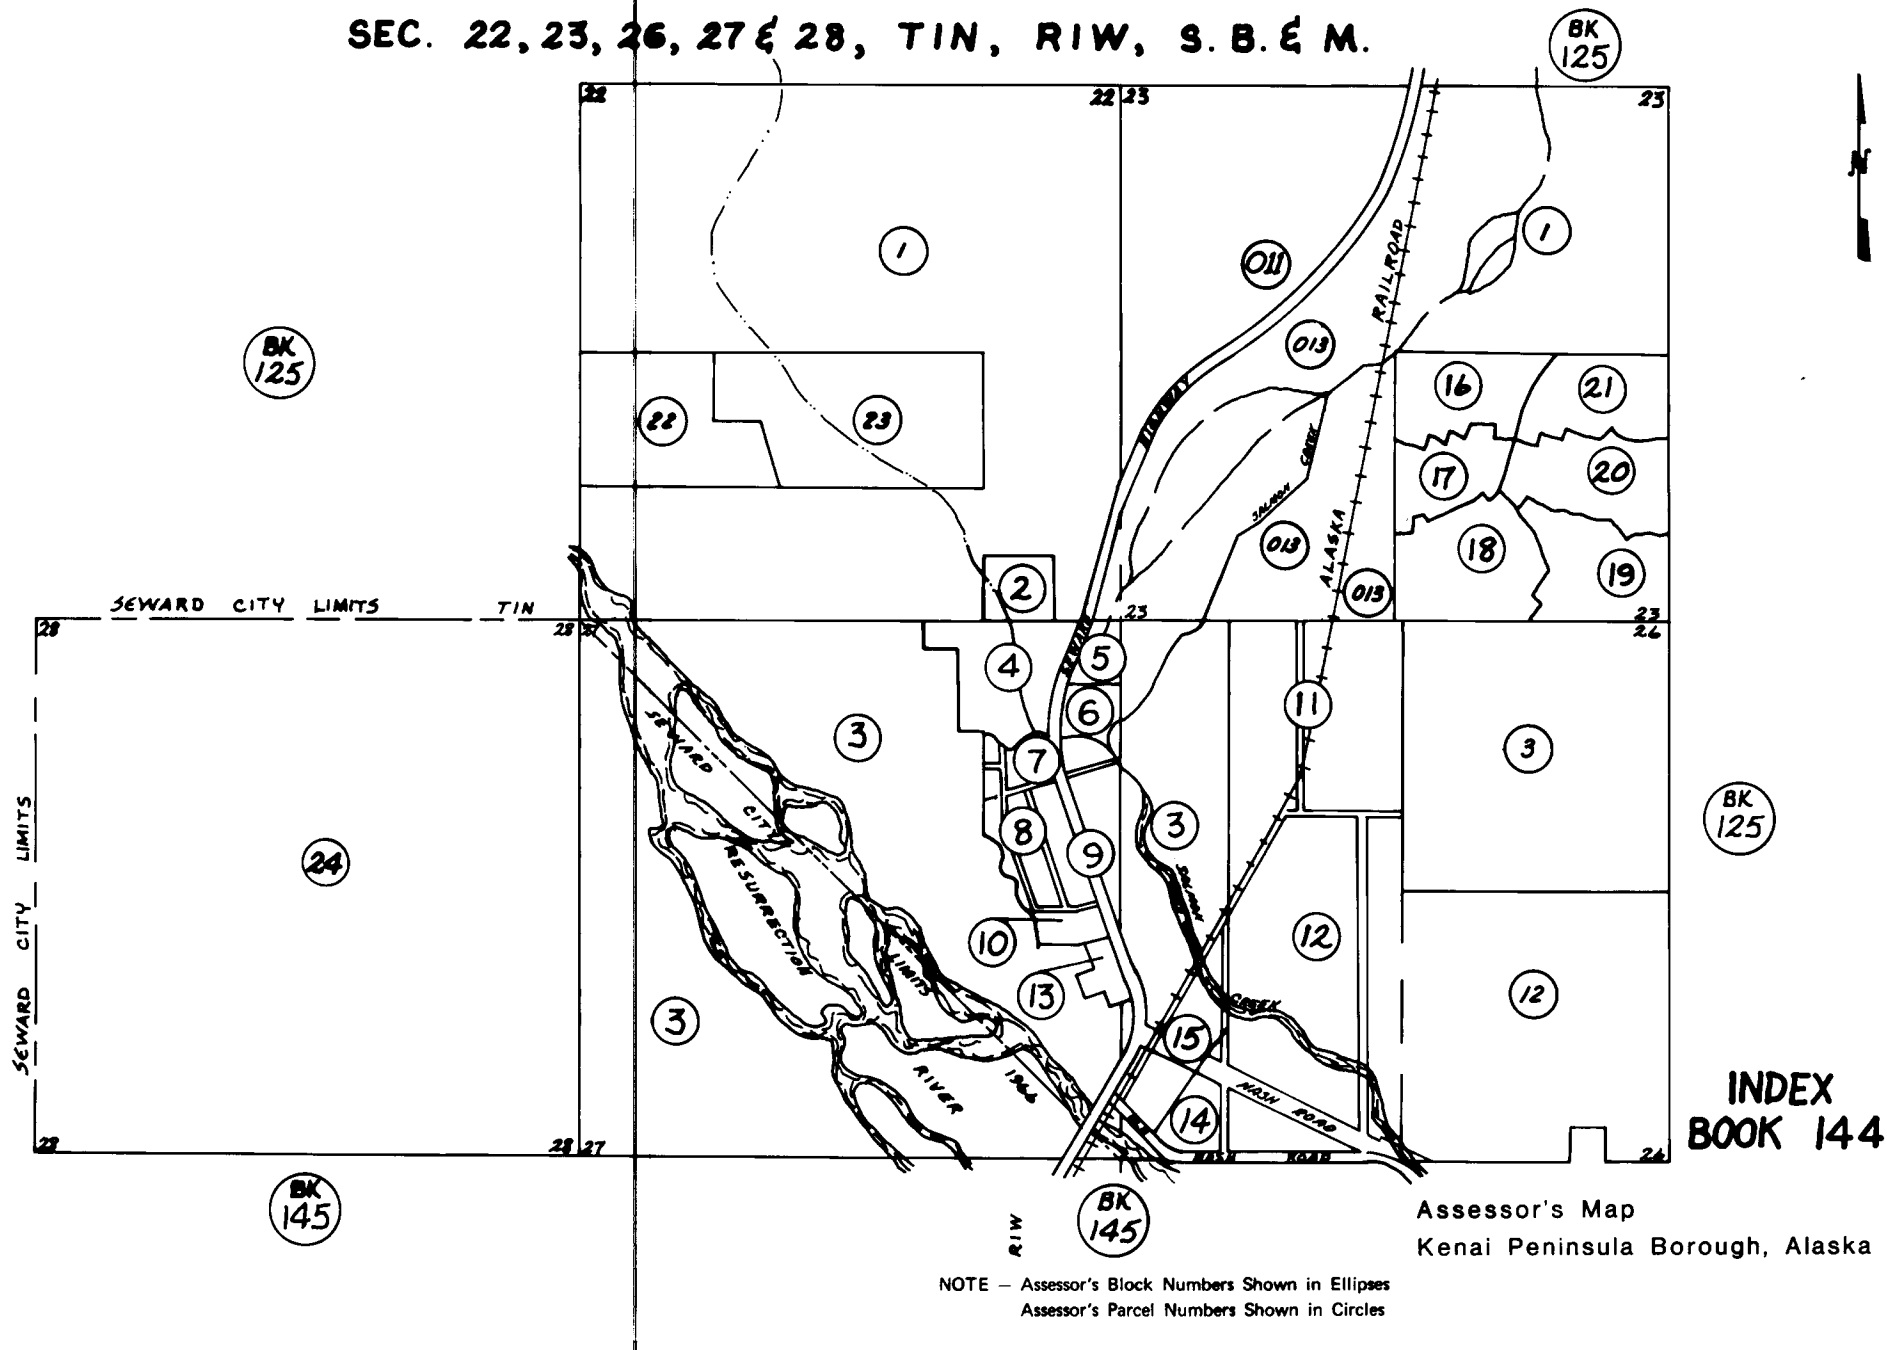 SEC. 22, 23, 26, 27 & 28, T1N, R1W, S. B. & M.
BK
125
22
22 23
23
N
1
011
1
RAILROAD
013
BK
125
22
23
HIGHWAY
16
21
CREEK
SALMON
17
20
013
ALASKA
18
19
013
2
SEWARD CITY LIMITS T1N
28
28
23
23
26
SEWARD
4
5
6
11
3
3
SEWARD
7
CITY
8
9
3
BK
125
SEWARD CITY LIMITS
24
RESURRECTION
SALMON
12
10
LIMITS
13
12
CREEK
3
15
RIVER
1966
NASH ROAD
14
INDEX
BOOK 144
28
28 27
NASH ROAD
26
BK
145
R1W
BK
145
Assessor's Map
Kenai Peninsula Borough, Alaska
NOTE — Assessor's Block Numbers Shown in Ellipses
Assessor's Parcel Numbers Shown in Circles